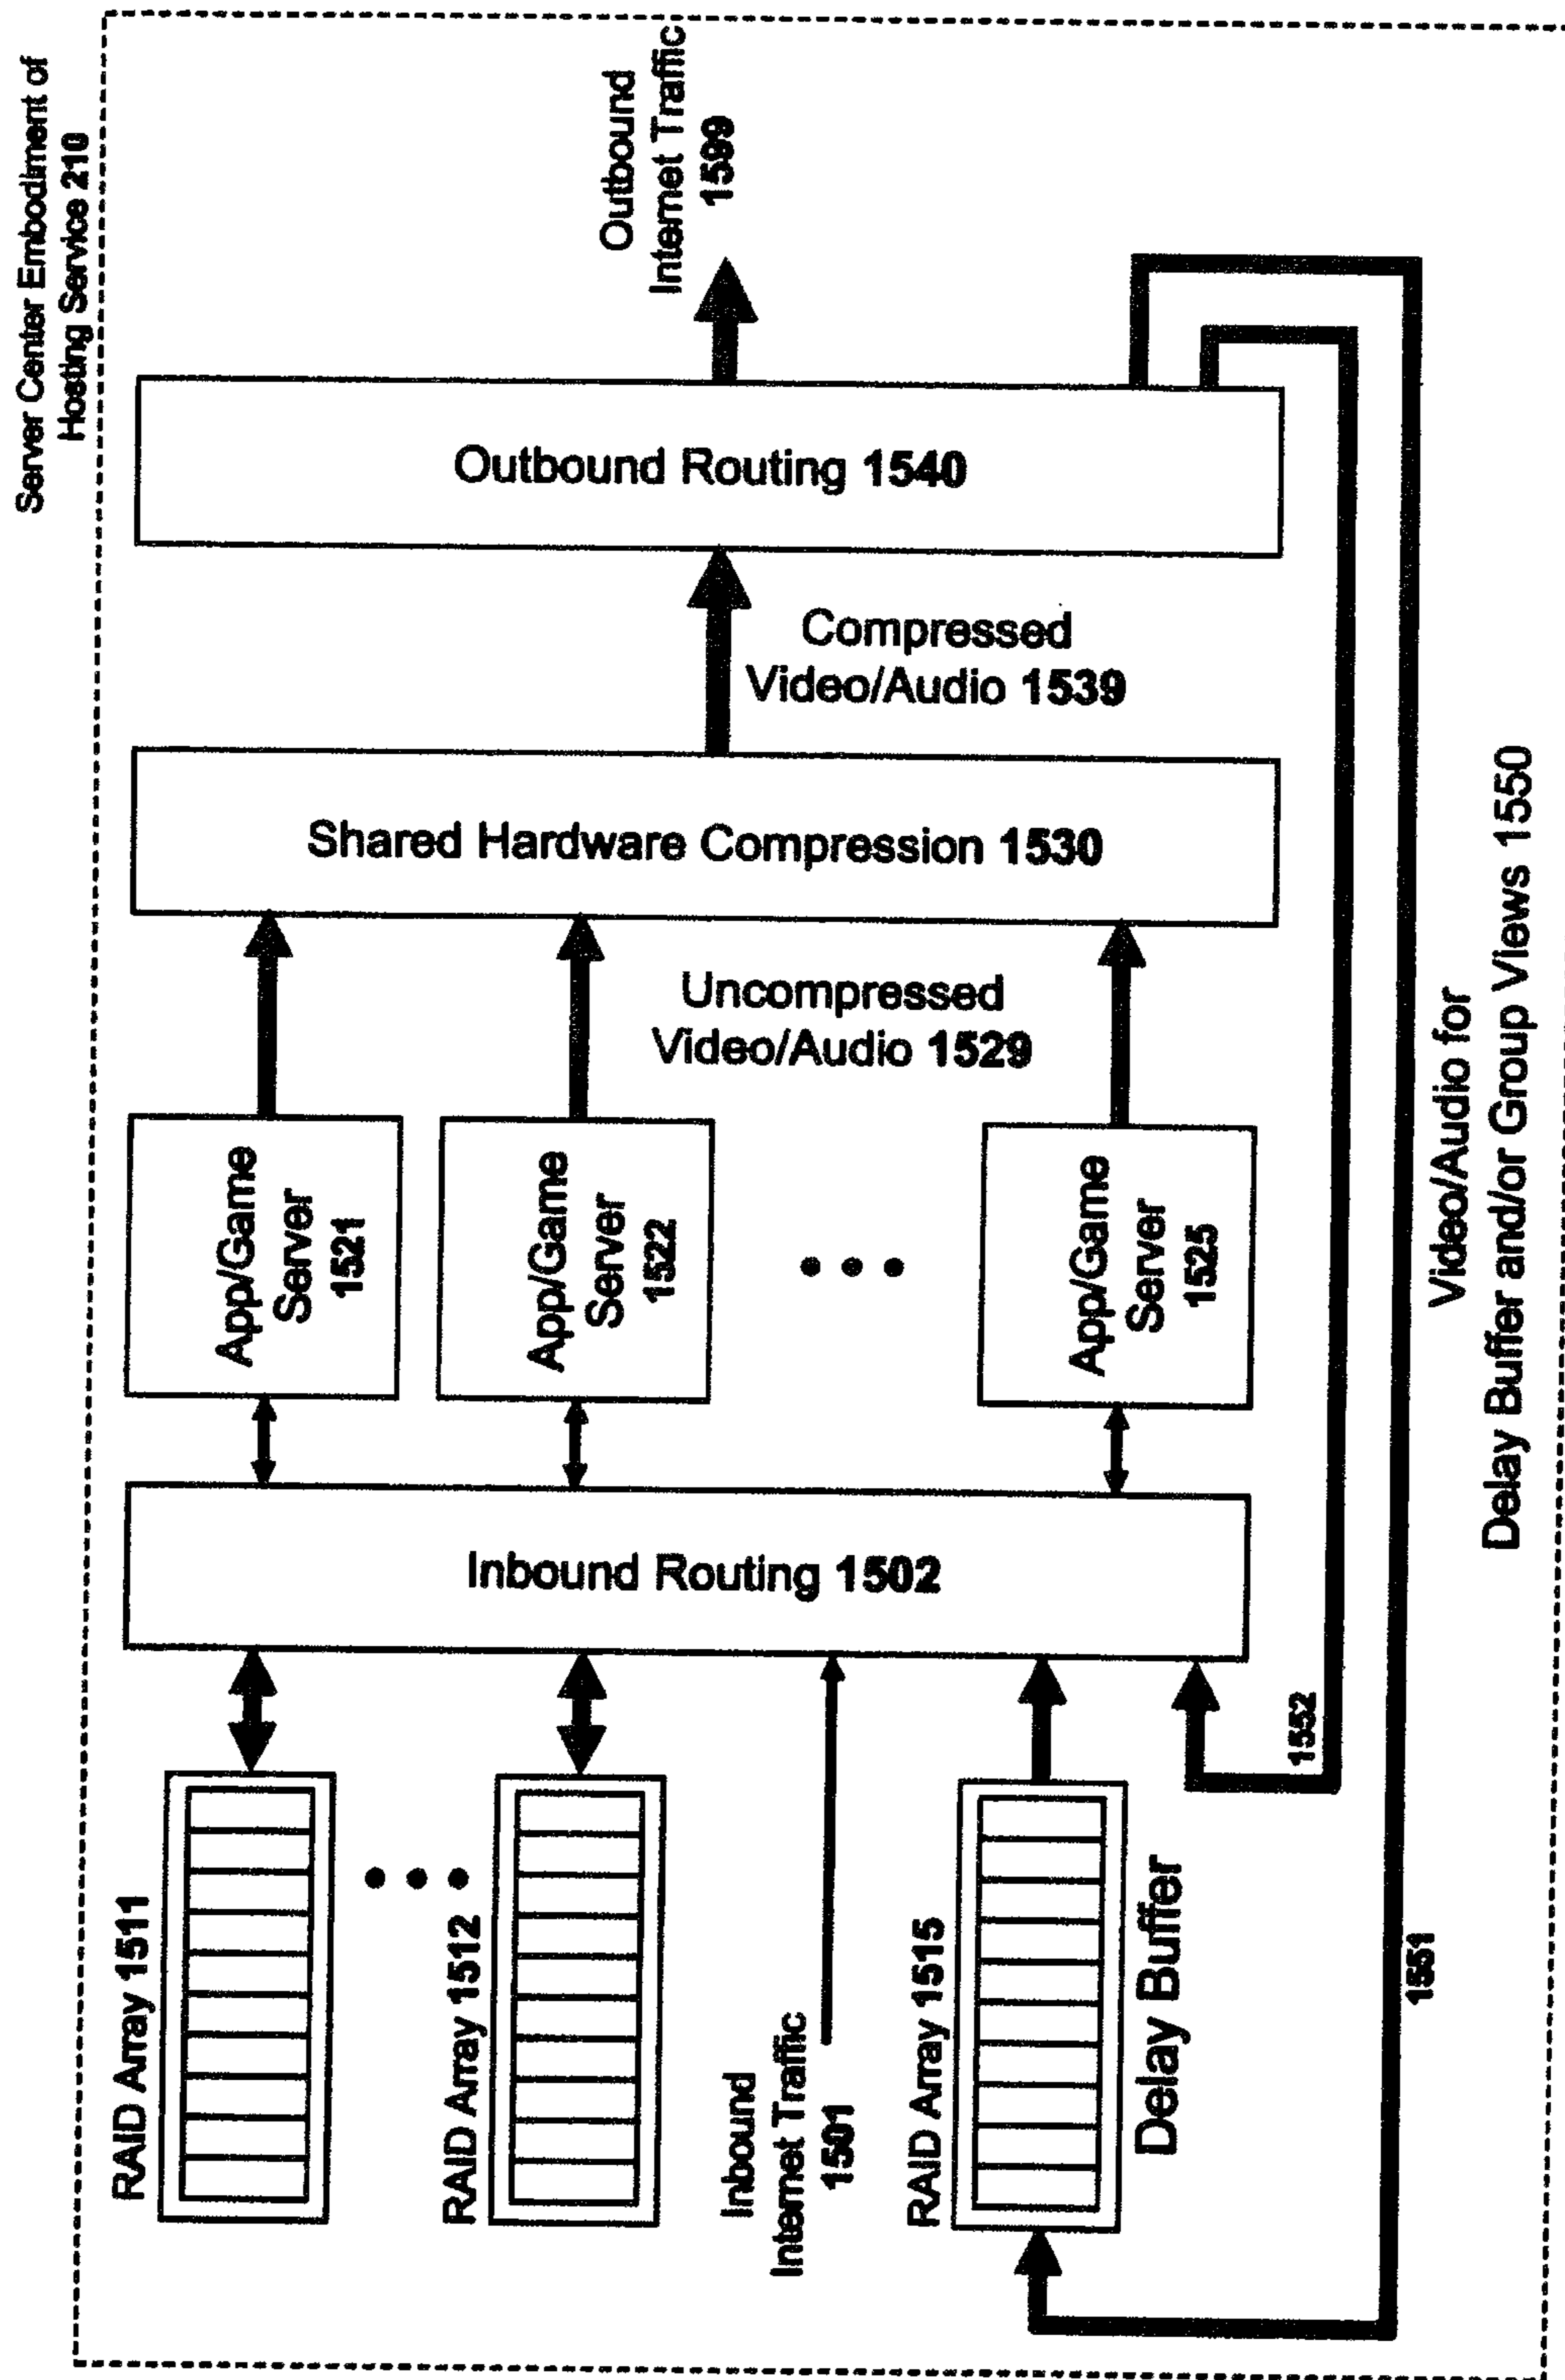 Server Center Embodiment of
Hosting Service 210
RAID Array 1511
RAID Array 1512
Inbound
Internet Traffic
1501
RAID Array 1515
Delay Buffer
Inbound Routing 1502
App/Game
Server
1521
App/Game
Server
1522
App/Game
Server
1525
Uncompressed
Video/Audio 1529
Shared Hardware Compression 1530
Compressed
Video/Audio 1539
Outbound Routing 1540
Outbound
Internet Traffic
1599
1552
1551
Video/Audio for
Delay Buffer and/or Group Views 1550